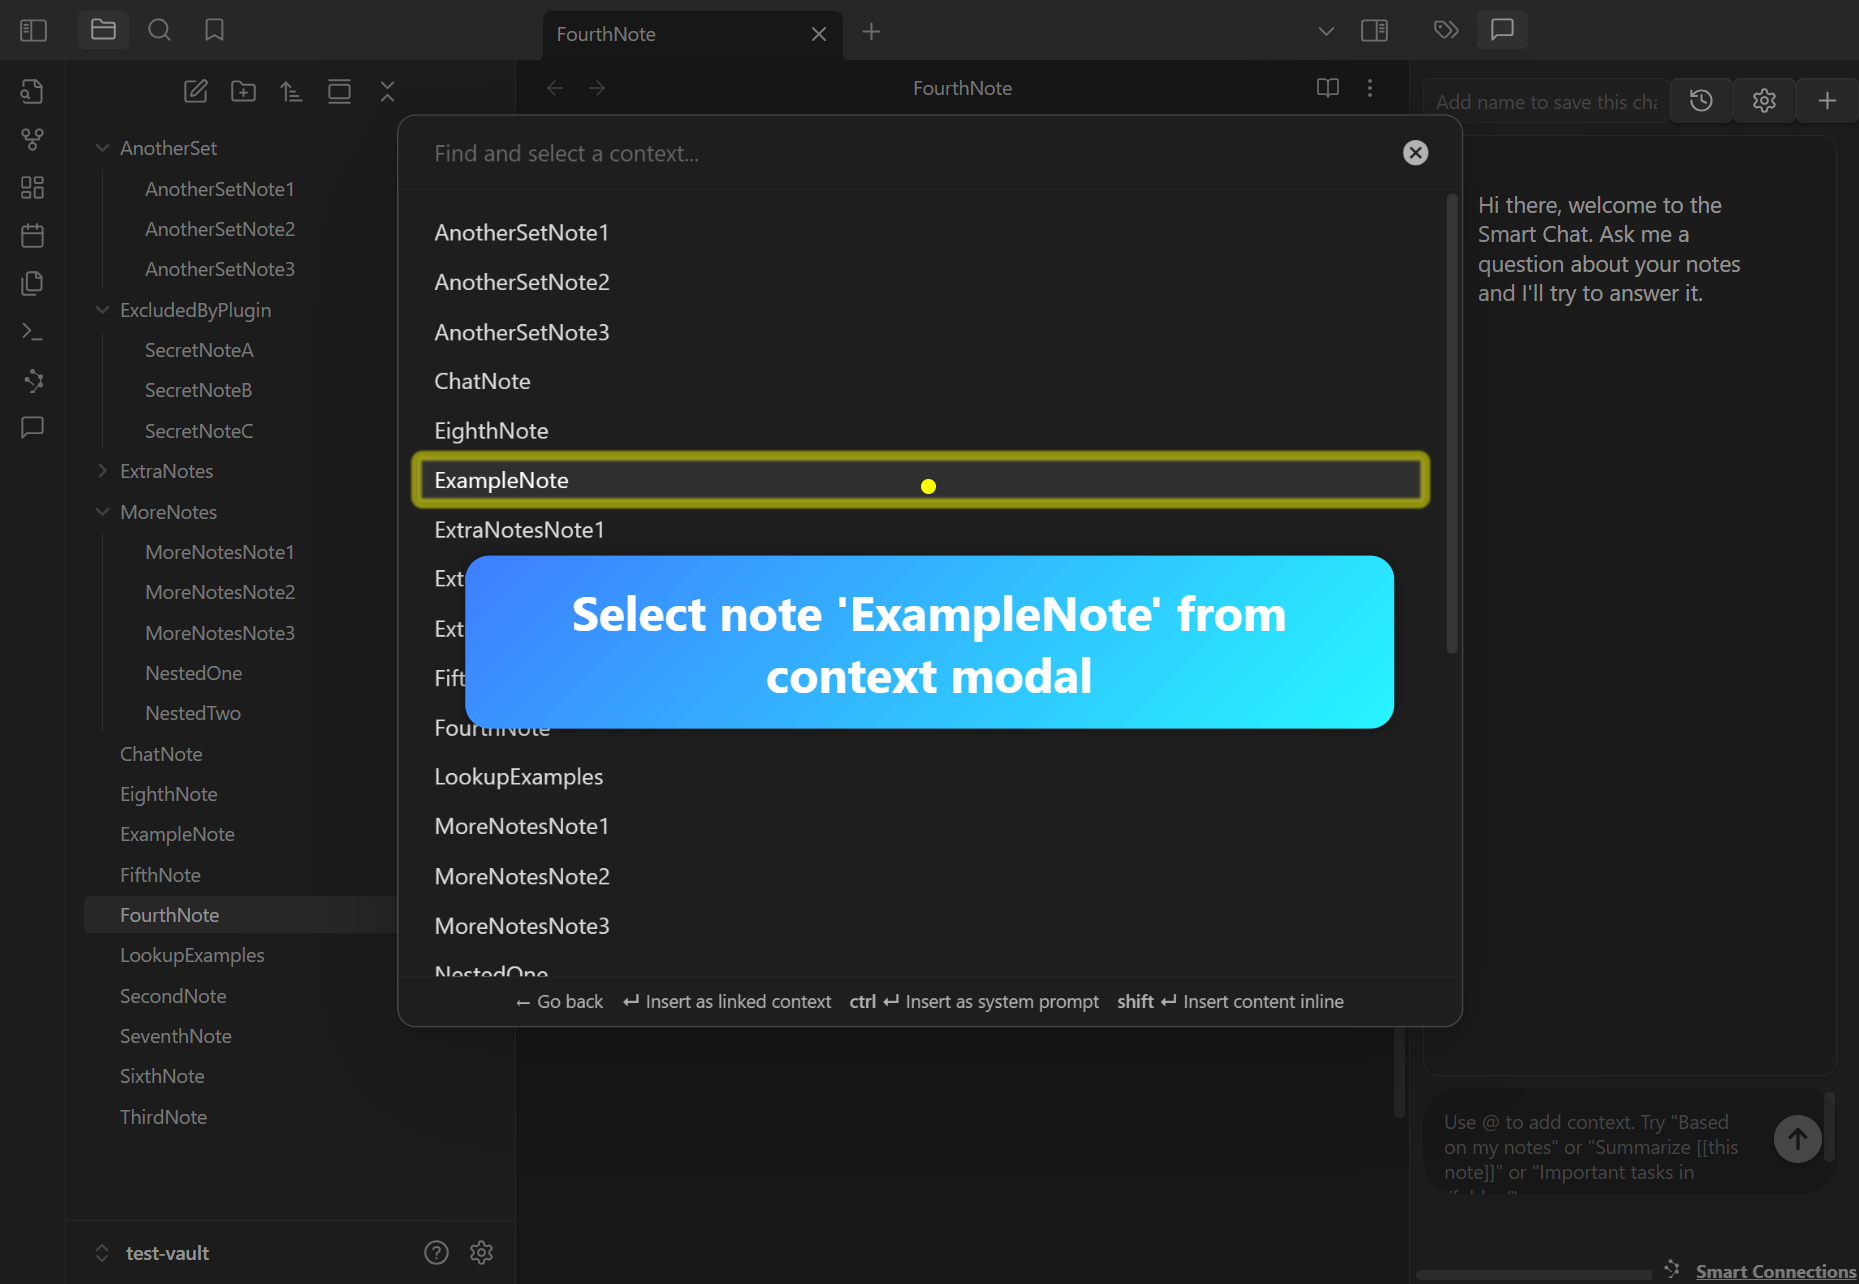 FourthNote
FourthNote
Add name to save this cha
AnotherSet
AnotherSetNote1
AnotherSetNote2
AnotherSetNote3
ExcludedByPlugin
SecretNoteA
SecretNoteB
SecretNoteC
ExtraNotes
MoreNotes
MoreNotesNote1
MoreNotesNote2
MoreNotesNote3
NestedOne
NestedTwo
ChatNote
EighthNote
ExampleNote
FifthNote
FourthNote
LookupExamples
SecondNote
SeventhNote
SixthNote
ThirdNote
test-vault
Find and select a context...
AnotherSetNote1
AnotherSetNote2
AnotherSetNote3
ChatNote
EighthNote
ExampleNote
ExtraNotesNote1
Ext
Ext
Fift
Select note 'ExampleNote' from
context modal
FourthNote
LookupExamples
MoreNotesNote1
MoreNotesNote2
MoreNotesNote3
NestedOne
← Go back ↵ Insert as linked context ctrl ↵ Insert as system prompt shift ↵ Insert content inline
Hi there, welcome to the
Smart Chat. Ask me a
question about your notes
and I'll try to answer it.
Use @ to add context. Try "Based
on my notes" or "Summarize [[this
note]]" or "Important tasks in
Smart Connections